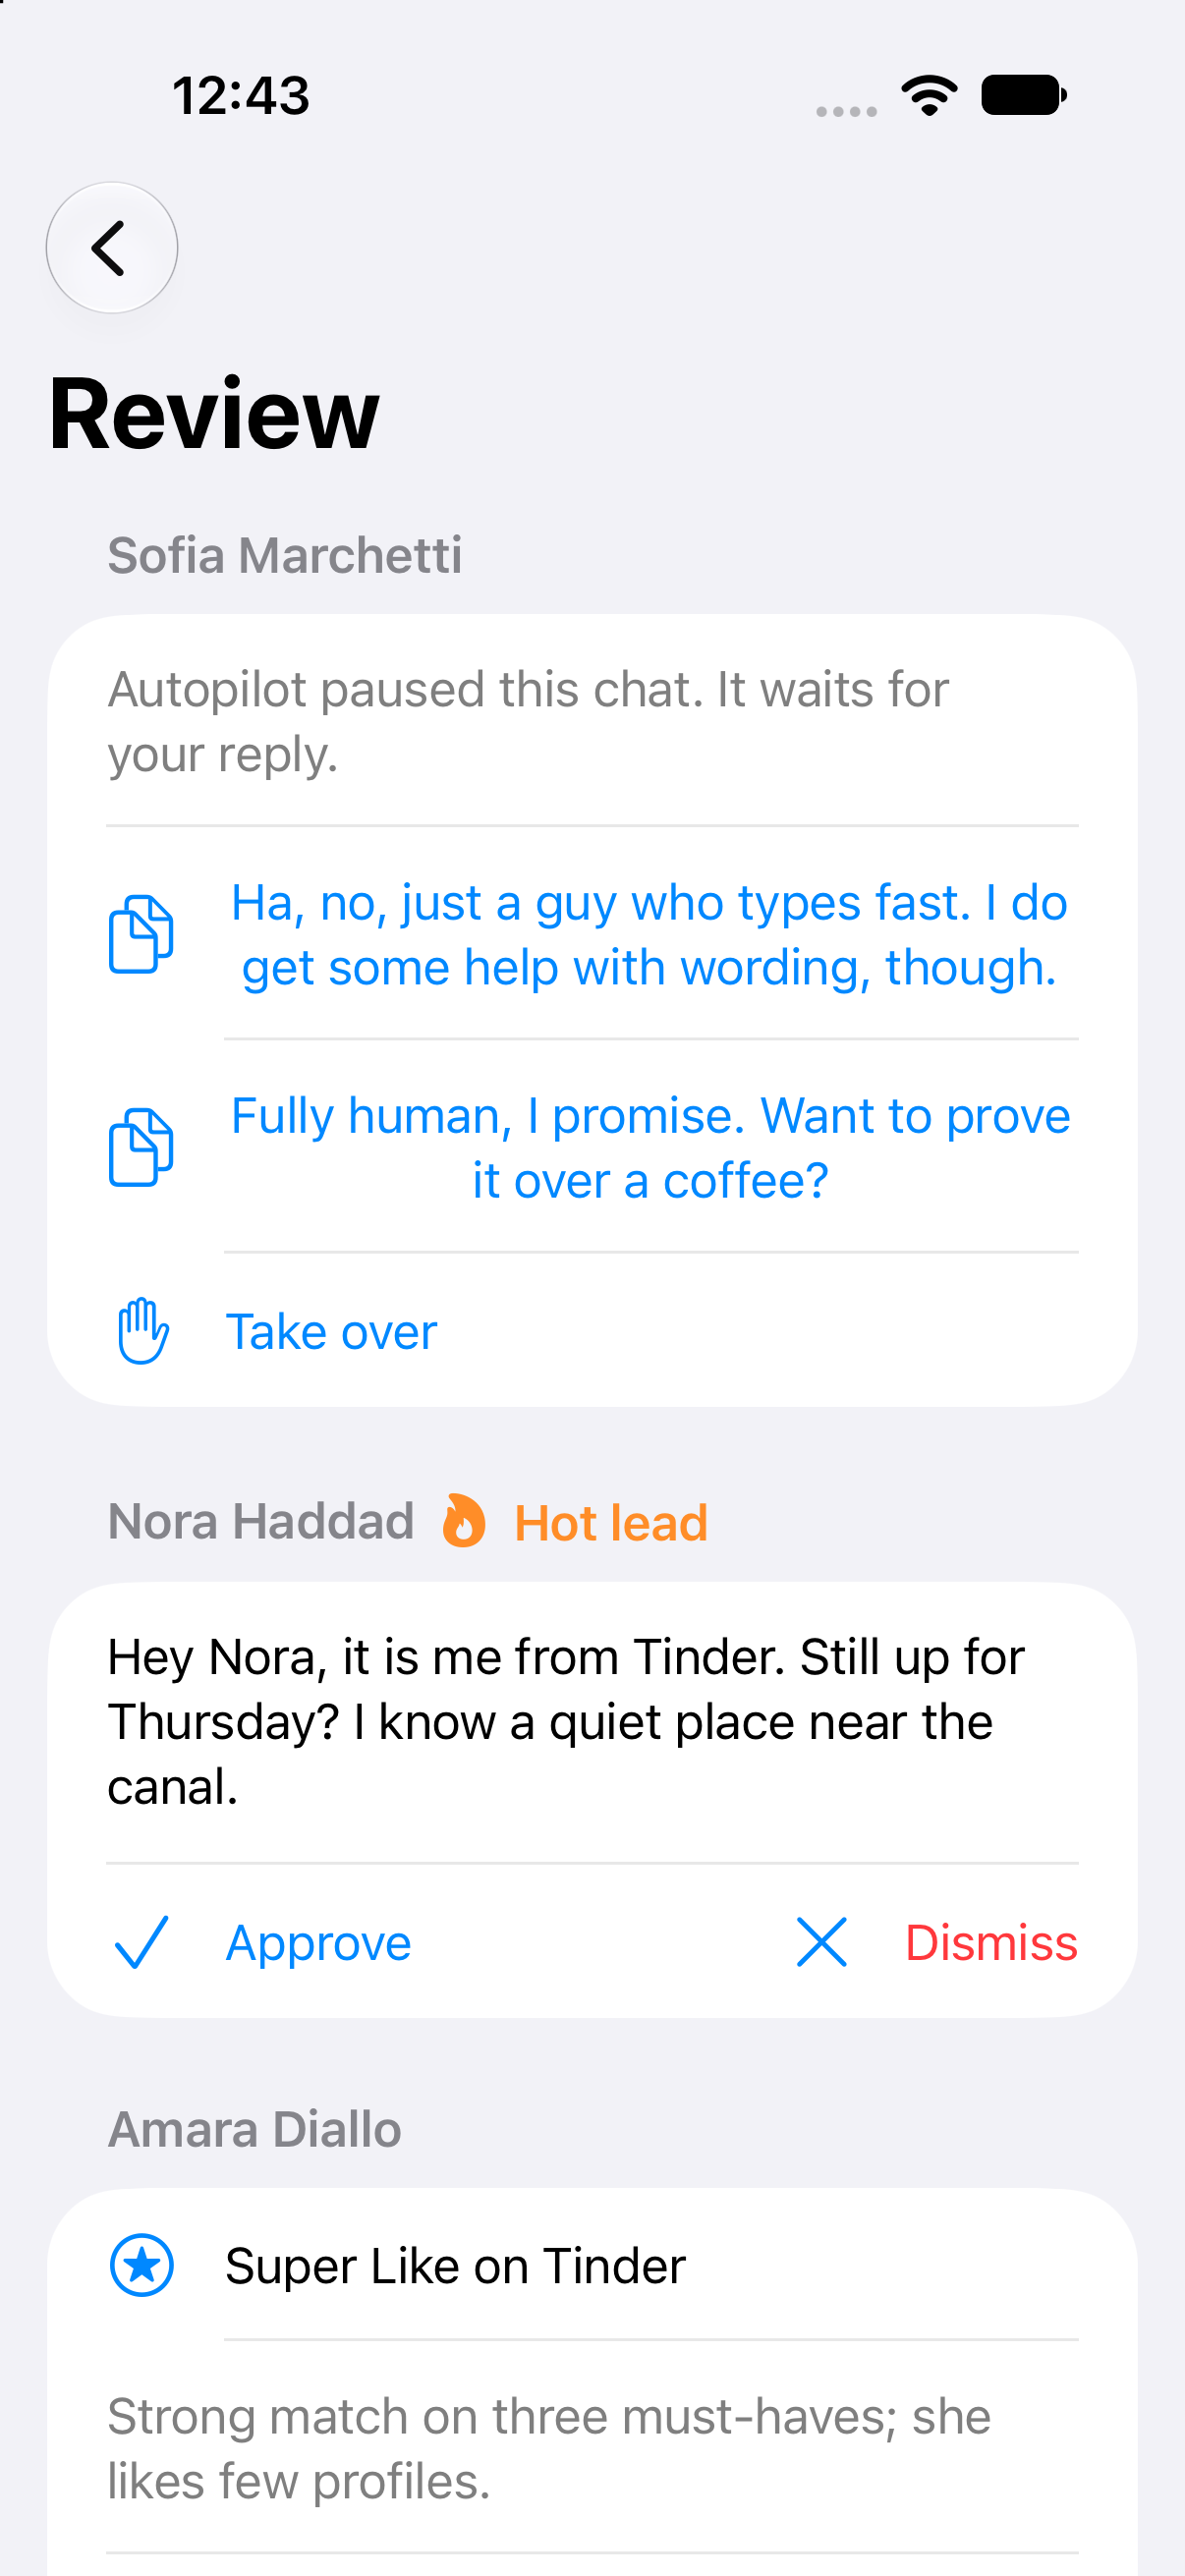 12:43
Review
Sofia Marchetti
Autopilot paused this chat. It waits for
your reply.
Ha, no, just a guy who types fast. I do
get some help with wording, though.
Fully human, I promise. Want to prove
it over a coffee?
Take over
Nora Haddad Hot lead
Hey Nora, it is me from Tinder. Still up for
Thursday? I know a quiet place near the
canal.
Approve Dismiss
Amara Diallo
Super Like on Tinder
Strong match on three must-haves; she
likes few profiles.